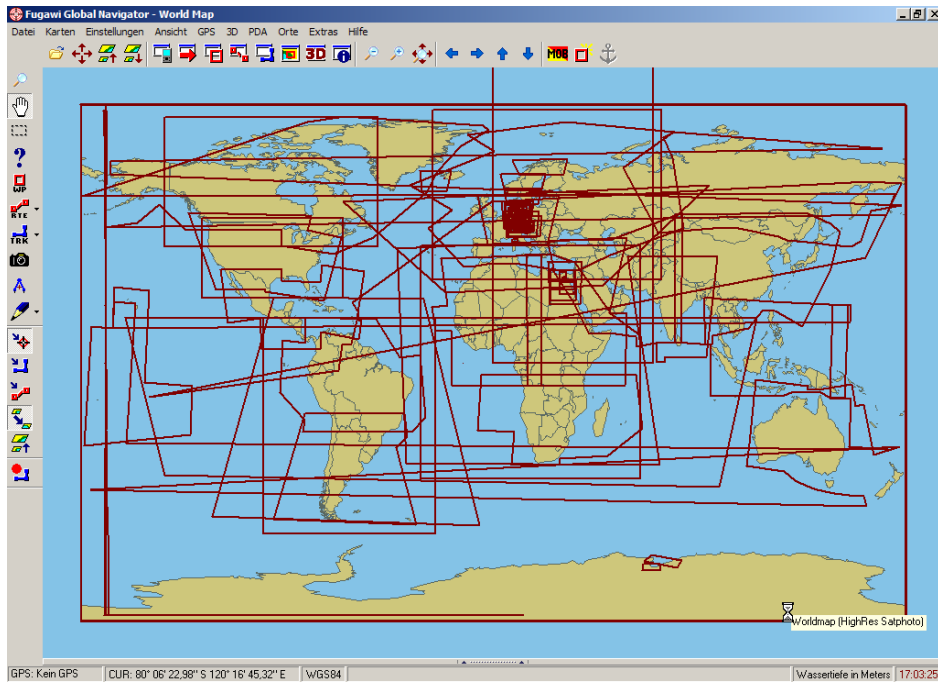 Fugawi Global Navigator - World Map
Datei Karten Einstellungen Ansicht GPS 3D PDA Orte Extras Hilfe
3D MOB
WP
RTE
TRK
Worldmap (HighRes Satphoto)
GPS: Kein GPS CUR: 80° 06' 22,98'' S 120° 16' 45,32'' E WGS84 Wassertiefe in Meters 17:03:25